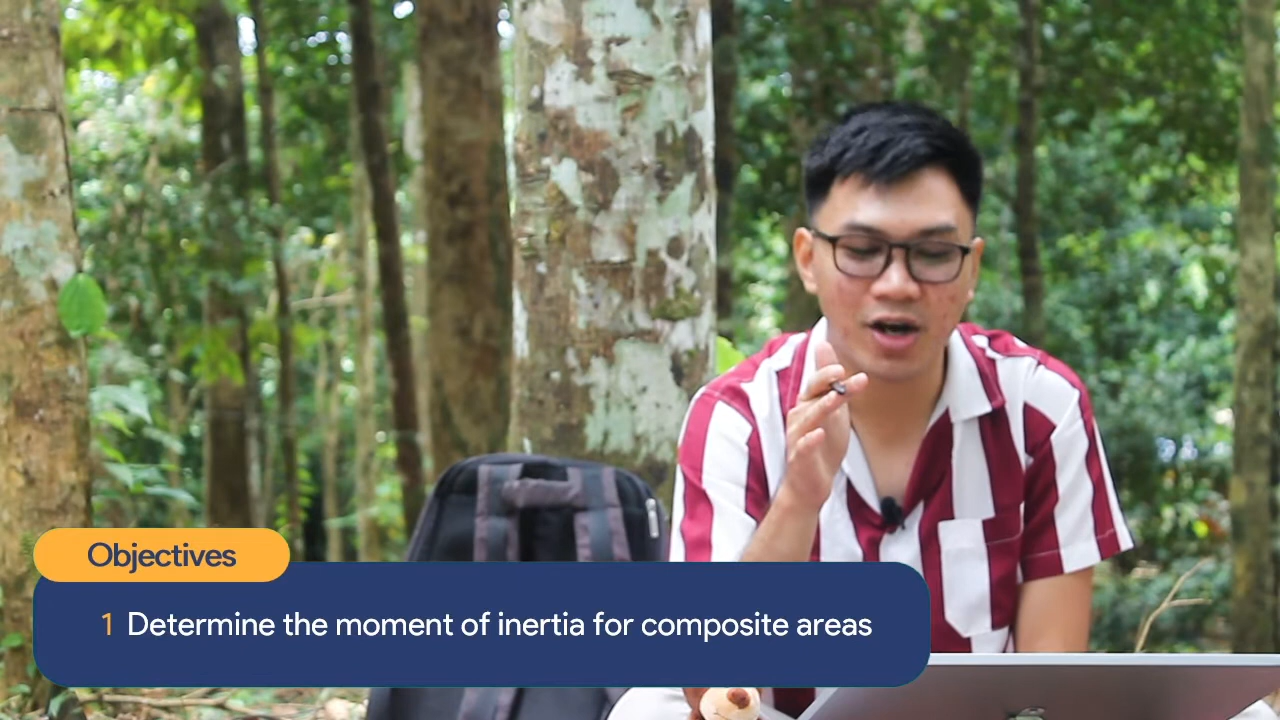 Objectives
1 Determine the moment of inertia for composite areas